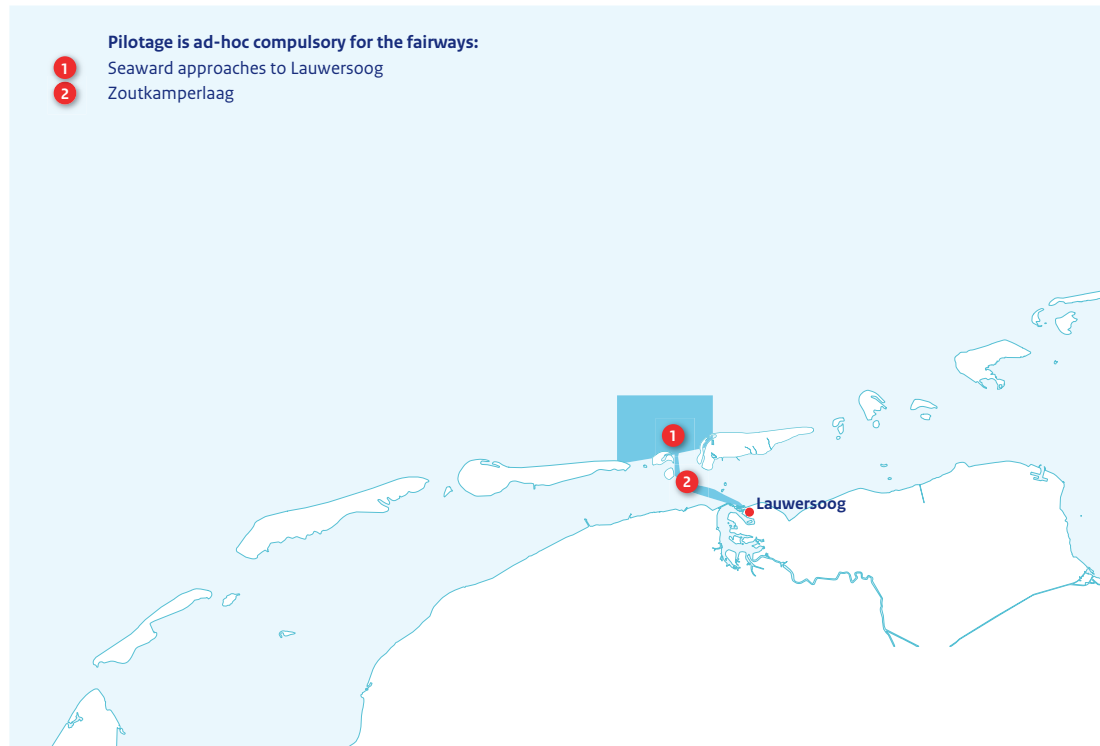 Pilotage is ad-hoc compulsory for the fairways:
1 Seaward approaches to Lauwersoog
2 Zoutkamperlaag
1
2
Lauwersoog